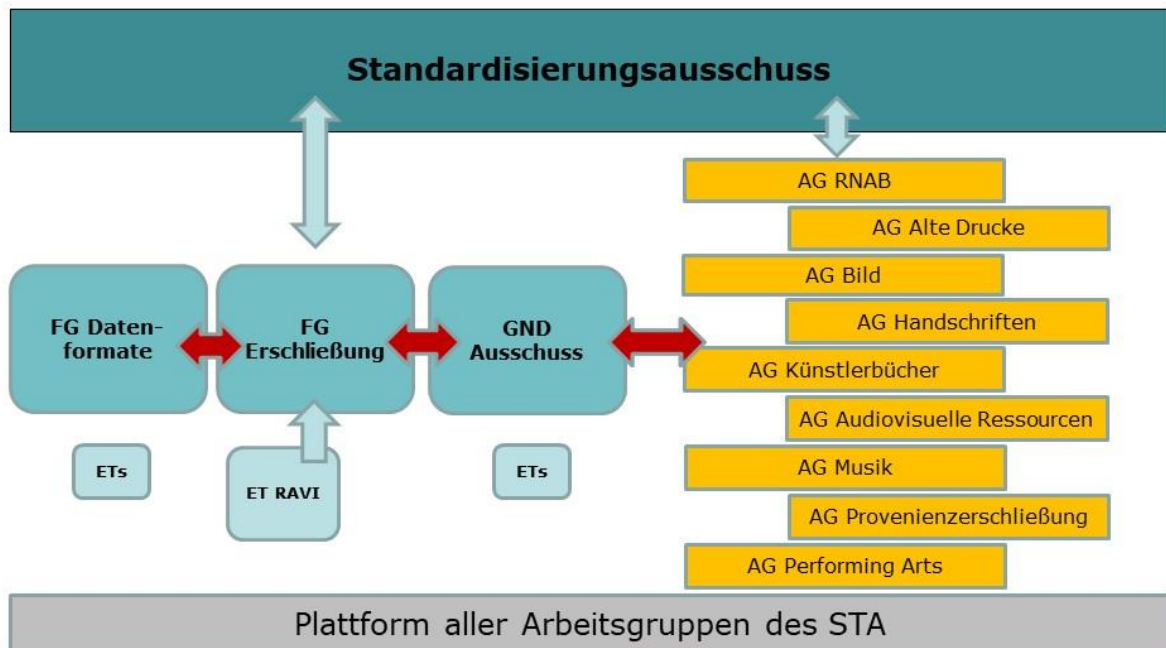 Standardisierungsausschuss
AG RNAB
AG Alte Drucke
AG Bild
AG Handschriften
AG Künstlerbücher
AG Audiovisuelle Ressourcen
AG Musik
AG Provenienzerschließung
AG Performing Arts
FG Daten-
formate
FG
Erschließung
GND
Ausschuss
ETs
ET RAVI
ETs
Plattform aller Arbeitsgruppen des STA